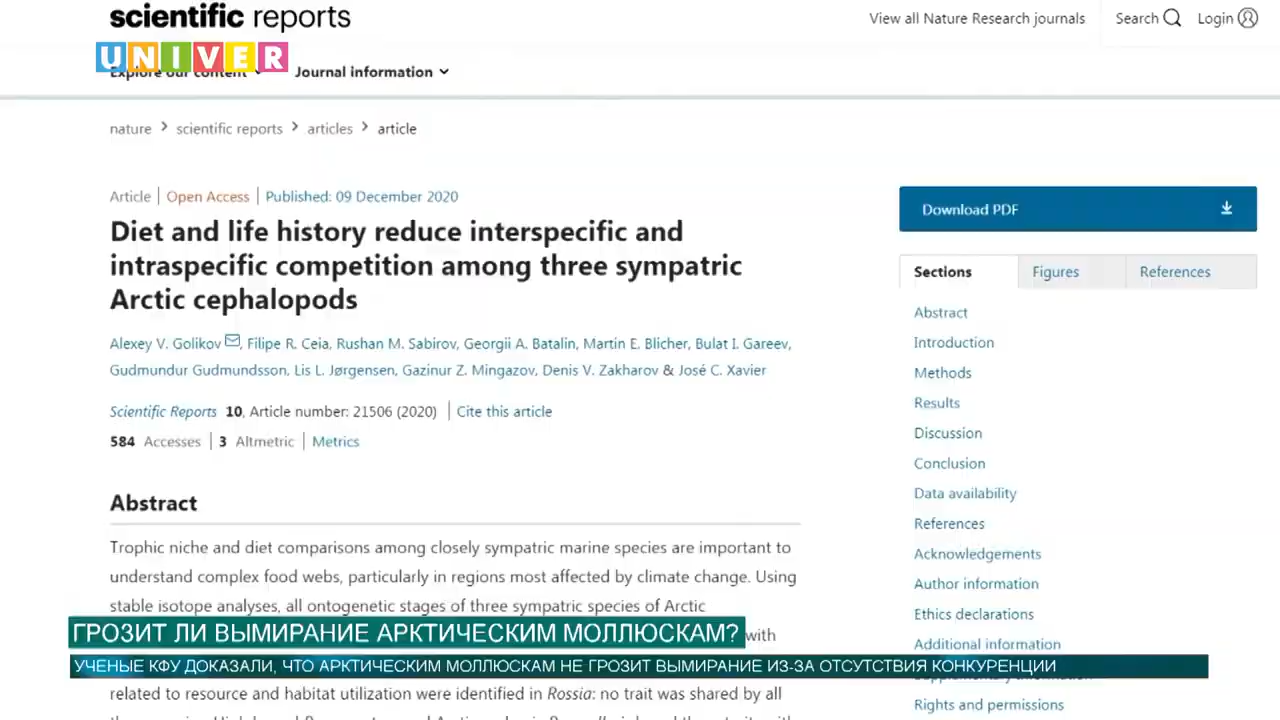 scientific reports
View all Nature Research journals
Search
Login
UNIVER
Explore our content
Journal information
nature > scientific reports > articles > article
Article | Open Access | Published: 09 December 2020
Diet and life history reduce interspecific and
intraspecific competition among three sympatric
Arctic cephalopods
Alexey V. Golikov, Filipe R. Ceia, Rushan M. Sabirov, Georgii A. Batalin, Martin E. Blicher, Bulat I. Gareev,
Gudmundur Gudmundsson, Lis L. Jørgensen, Gazinur Z. Mingazov, Denis V. Zakharov & José C. Xavier
Scientific Reports 10, Article number: 21506 (2020) | Cite this article
584 Accesses | 3 Altmetric | Metrics
Abstract
Trophic niche and diet comparisons among closely sympatric marine species are important to
understand complex food webs, particularly in regions most affected by climate change. Using
stable isotope analyses, all ontogenetic stages of three sympatric species of Arctic
with
related to resource and habitat utilization were identified in Rossia: no trait was shared by all
Download PDF
Sections
Figures
References
Abstract
Introduction
Methods
Results
Discussion
Conclusion
Data availability
References
Acknowledgements
Author information
Ethics declarations
Additional information
Rights and permissions
ГРОЗИТ ЛИ ВЫМИРАНИЕ АРКТИЧЕСКИМ МОЛЛЮСКАМ?
УЧЕНЫЕ КФУ ДОКАЗАЛИ, ЧТО АРКТИЧЕСКИМ МОЛЛЮСКАМ НЕ ГРОЗИТ ВЫМИРАНИЕ ИЗ-ЗА ОТСУТСТВИЯ КОНКУРЕНЦИИ